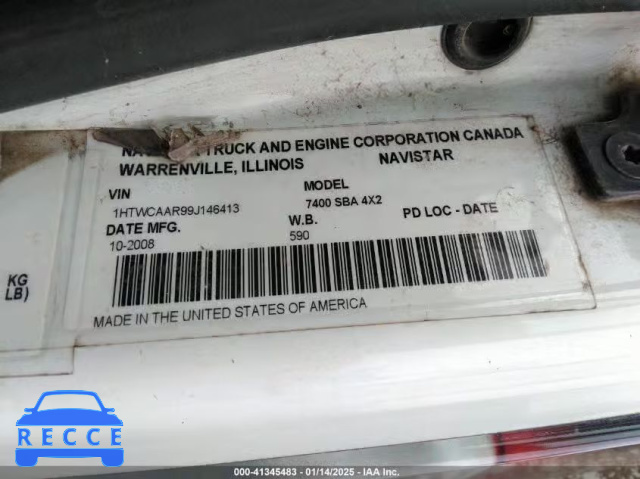 TRUCK AND ENGINE CORPORATION CANADA
WARRENVILLE, ILLINOIS NAVISTAR
VIN MODEL
1HTWCAAR99J146413 7400 SBA 4X2
DATE MFG. W.B. PD LOC - DATE
10-2008 590
KG
LB)
MADE IN THE UNITED STATES OF AMERICA
RECCE
000-41345483 - 01/14/2025 - IAA Inc.